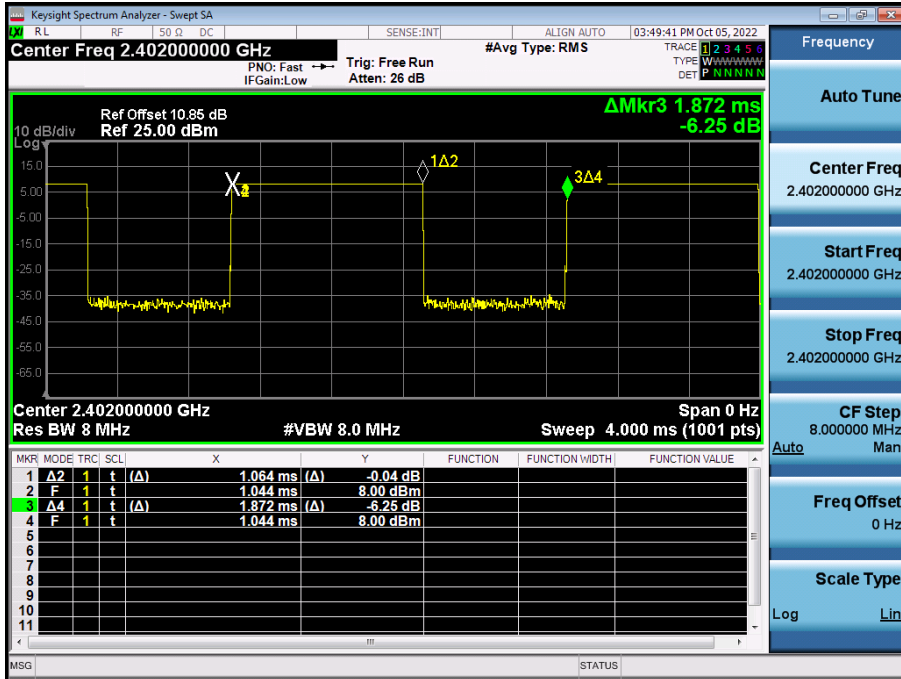 Keysight Spectrum Analyzer - Swept SA
LXI RL RF 50 Ω DC SENSE:INT ALIGN AUTO 03:49:41 PM Oct 05, 2022
Center Freq 2.402000000 GHz
PNO: Fast
IFGain:Low
Trig: Free Run
Atten: 26 dB
#Avg Type: RMS
TRACE 1 2 3 4 5 6
TYPE WWWWWW
DET P N N N N N
ΔMkr3 1.872 ms
-6.25 dB
Ref Offset 10.85 dB
10 dB/div Ref 25.00 dBm
Log
15.0
5.00
-5.00
-15.0
-25.0
-35.0
-45.0
-55.0
-65.0
1Δ2
3Δ4
Center 2.402000000 GHz Span 0 Hz
Res BW 8 MHz #VBW 8.0 MHz Sweep 4.000 ms (1001 pts)
MKR MODE TRC SCL X Y FUNCTION FUNCTION WIDTH FUNCTION VALUE
1 Δ2 1 t (Δ) 1.064 ms (Δ) -0.04 dB
2 F 1 t 1.044 ms 8.00 dBm
3 Δ4 1 t (Δ) 1.872 ms (Δ) -6.25 dB
4 F 1 t 1.044 ms 8.00 dBm
5
6
7
8
9
10
11
MSG STATUS
Frequency
Auto Tune
Center Freq
2.402000000 GHz
Start Freq
2.402000000 GHz
Stop Freq
2.402000000 GHz
CF Step
8.000000 MHz
Auto Man
Freq Offset
0 Hz
Scale Type
Log Lin